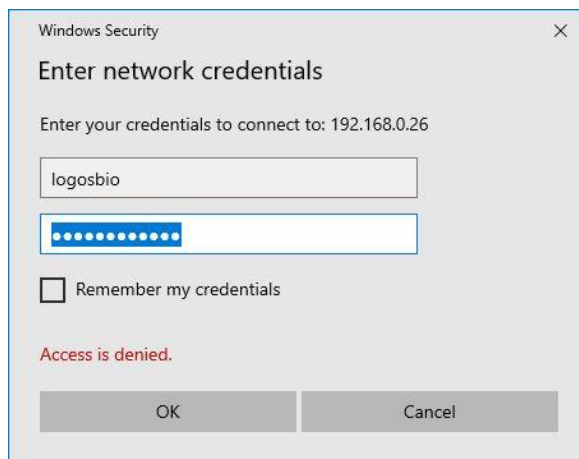 Windows Security
Enter network credentials
Enter your credentials to connect to: 192.168.0.26
logosbio
••••••••••••
Remember my credentials
Access is denied.
OK
Cancel